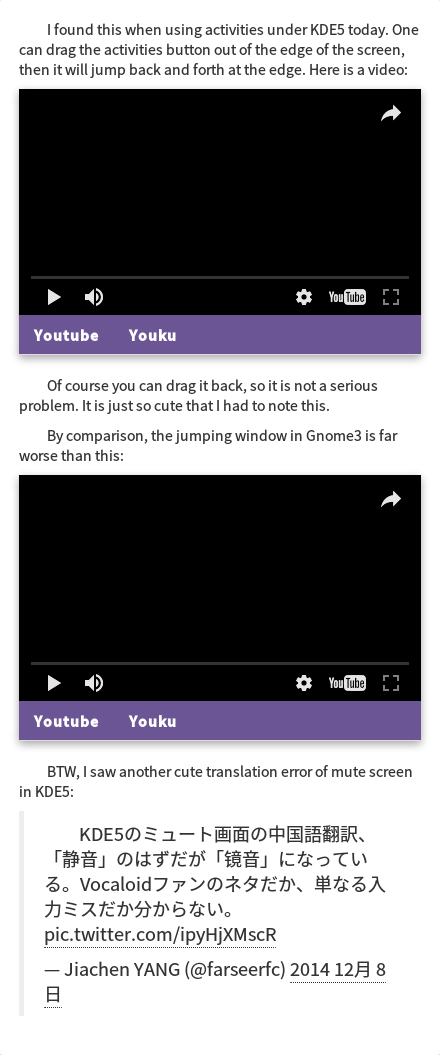 I found this when using activities under KDE5 today. One
can drag the activities button out of the edge of the screen,
then it will jump back and forth at the edge. Here is a video:
YouTube
Youtube Youku
Of course you can drag it back, so it is not a serious
problem. It is just so cute that I had to note this.
By comparison, the jumping window in Gnome3 is far
worse than this:
YouTube
Youtube Youku
BTW, I saw another cute translation error of mute screen
in KDE5:
KDE5のミュート画面の中国語翻訳、
「静音」のはずだが「镜音」になってい
る。Vocaloidファンのネタだか、単なる入
力ミスだか分からない。
pic.twitter.com/ipyHjXMscR
— Jiachen YANG (@farseerfc) 2014 12月 8
日